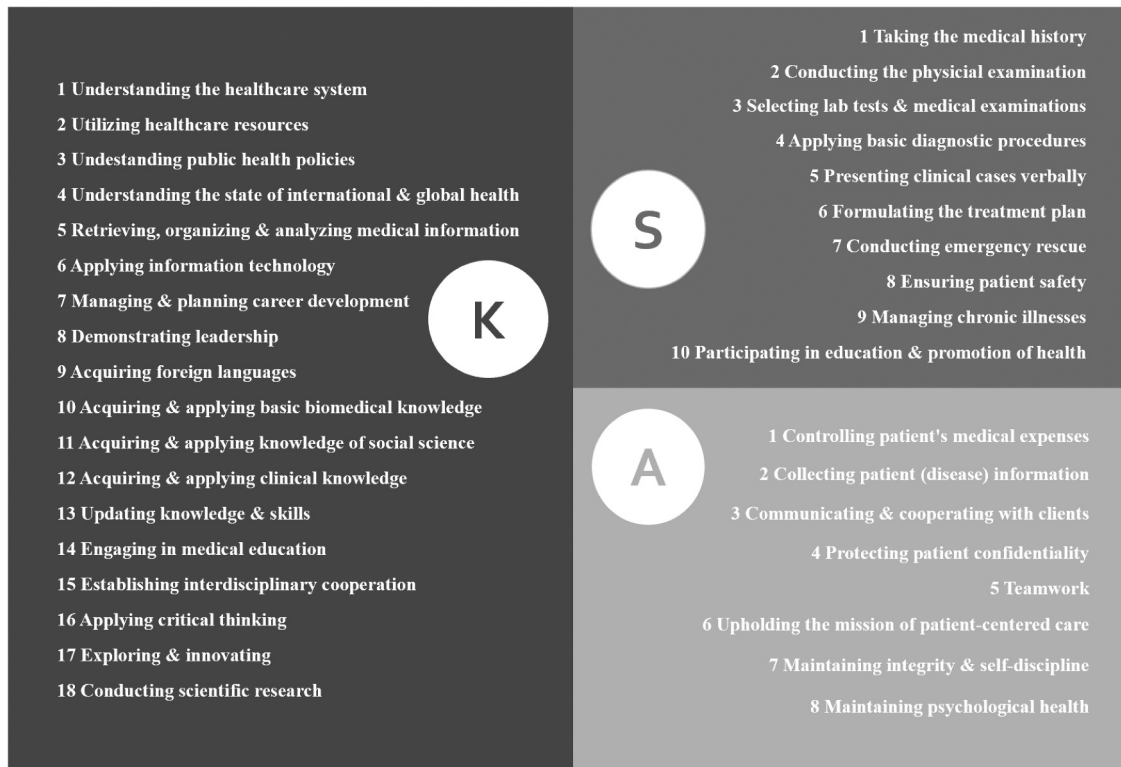 1 Understanding the healthcare system
2 Utilizing healthcare resources
3 Undestanding public health policies
4 Understanding the state of international & global health
5 Retrieving, organizing & analyzing medical information
6 Applying information technology
7 Managing & planning career development
8 Demonstrating leadership
9 Acquiring foreign languages
10 Acquiring & applying basic biomedical knowledge
11 Acquiring & applying knowledge of social science
12 Acquiring & applying clinical knowledge
13 Updating knowledge & skills
14 Engaging in medical education
15 Establishing interdisciplinary cooperation
16 Applying critical thinking
17 Exploring & innovating
18 Conducting scientific research
K
1 Taking the medical history
2 Conducting the physicial examination
3 Selecting lab tests & medical examinations
4 Applying basic diagnostic procedures
5 Presenting clinical cases verbally
6 Formulating the treatment plan
7 Conducting emergency rescue
8 Ensuring patient safety
9 Managing chronic illnesses
10 Participating in education & promotion of health
S
1 Controlling patient's medical expenses
2 Collecting patient (disease) information
3 Communicating & cooperating with clients
4 Protecting patient confidentiality
5 Teamwork
6 Upholding the mission of patient-centered care
7 Maintaining integrity & self-discipline
8 Maintaining psychological health
A